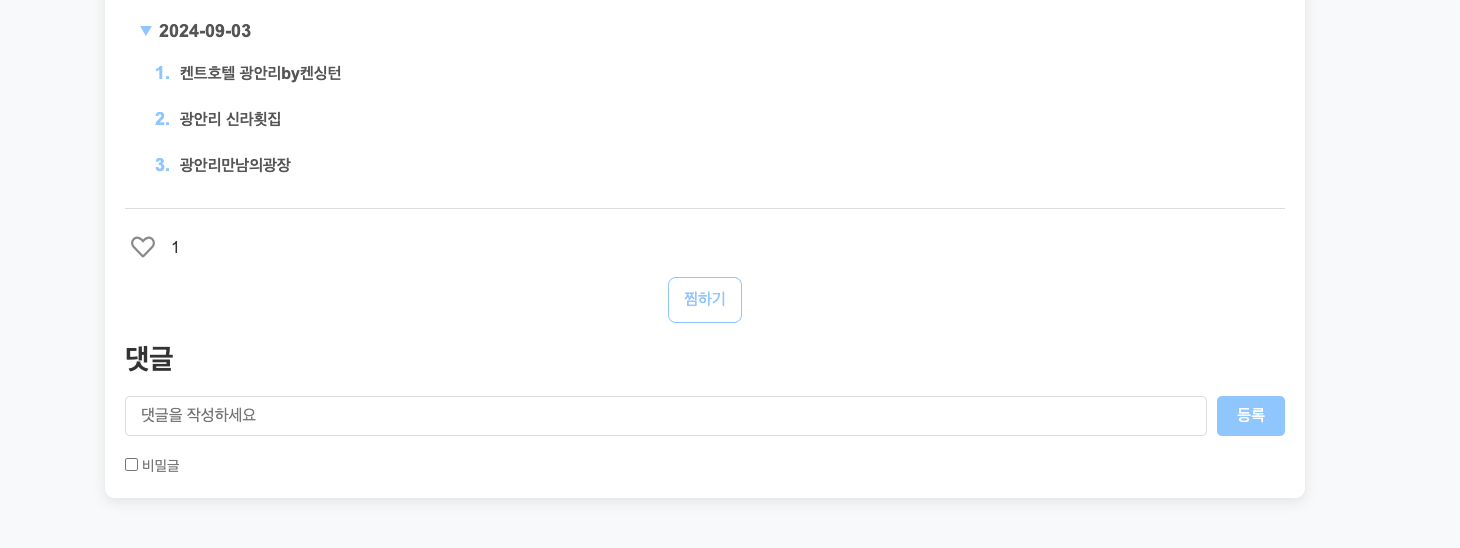 2024-09-03
1. 켄트호텔 광안리by켄싱턴
2. 광안리 신라횟집
3. 광안리만남의광장
1
찜하기
댓글
댓글을 작성하세요
등록
비밀글